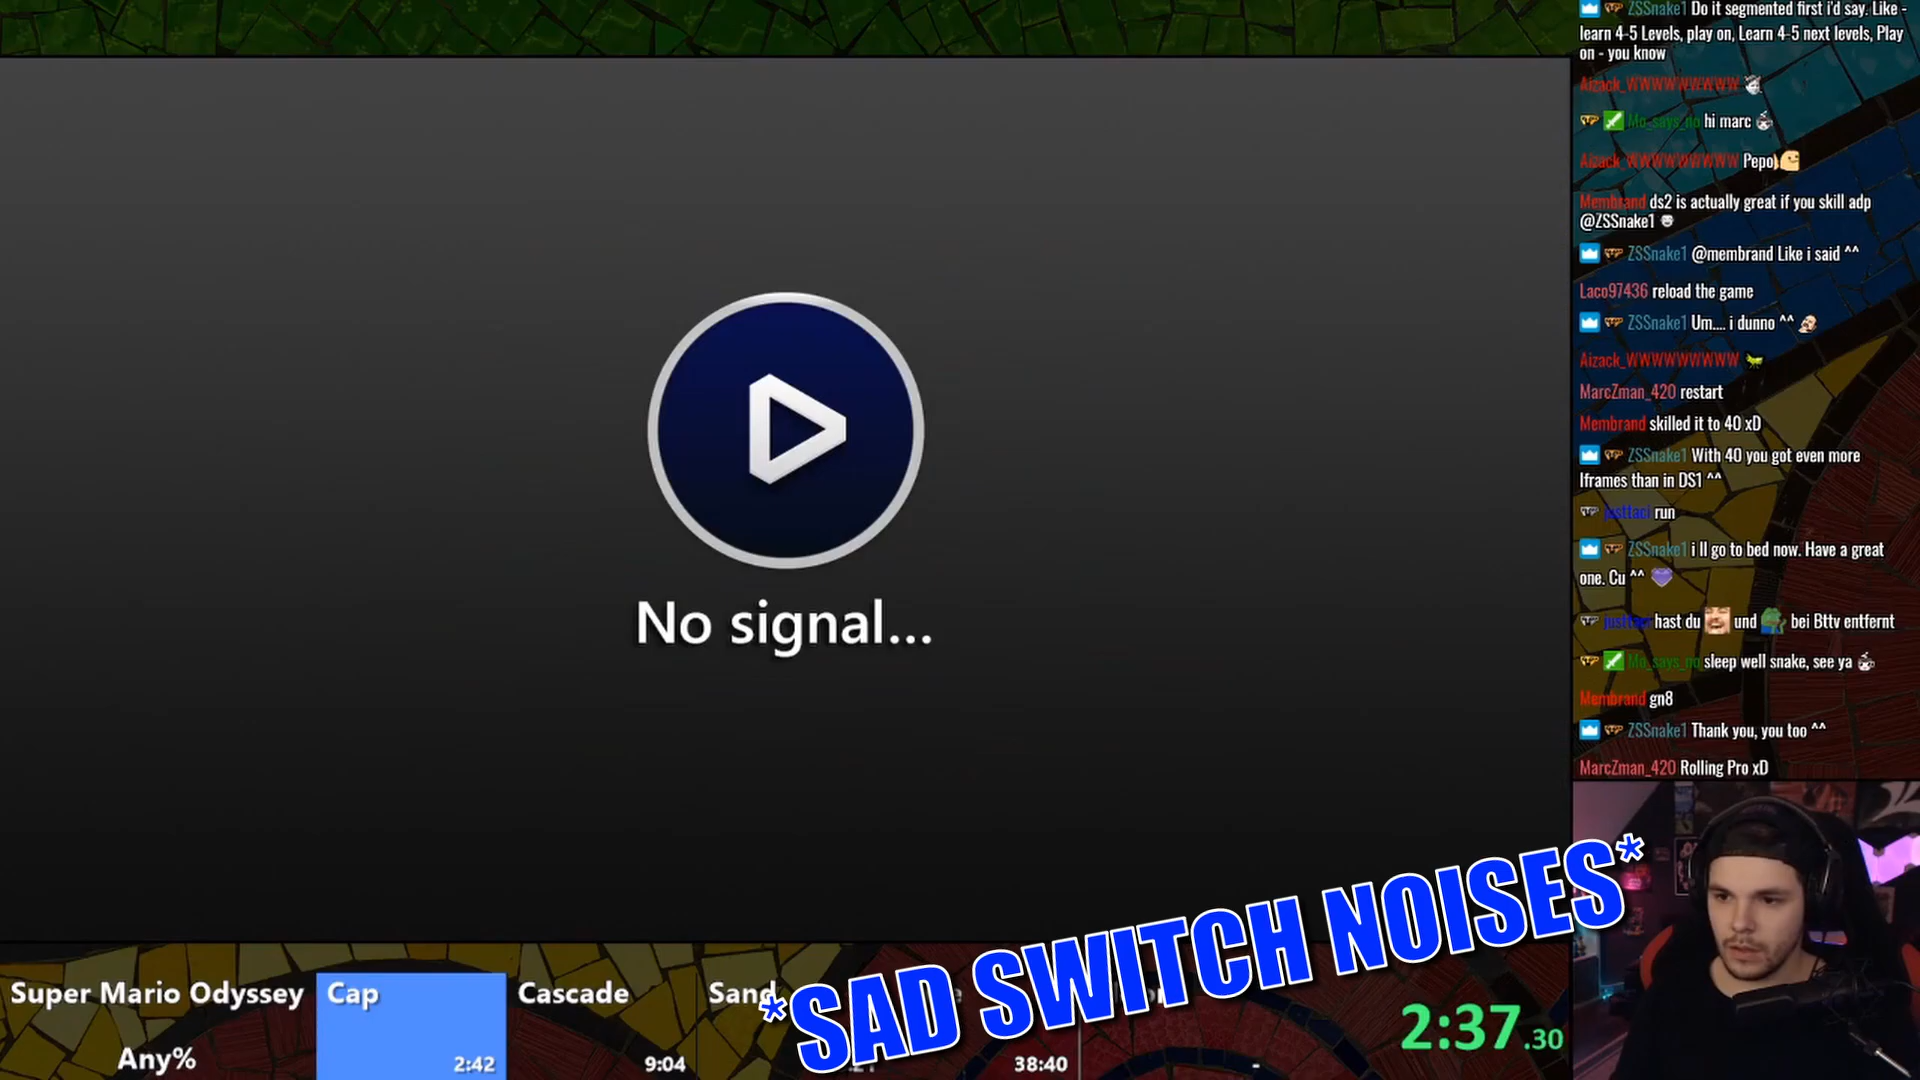 ZSSnake1 Do it segmented first i'd say. Like -
learn 4-5 Levels, play on, Learn 4-5 next levels, Play
on - you know
Aizack_WWWWWWWWW
Mo_says_no hi marc
Aizack_WWWWWWWWW Pepo
Membrand ds2 is actually great if you skill adp
@ZSSnake1
ZSSnake1 @membrand Like i said ^^
Laco97436 reload the game
ZSSnake1 Um.... i dunno ^^
Aizack_WWWWWWWWW
MarcZman_420 restart
Membrand skilled it to 40 xD
ZSSnake1 With 40 you got even more
Iframes than in DS1 ^^
justtaci run
ZSSnake1 i ll go to bed now. Have a great
one. Cu ^^
justtaci hast du und bei Bttv entfernt
Mo_says_no sleep well snake, see ya
Membrand gn8
ZSSnake1 Thank you, you too ^^
MarcZman_420 Rolling Pro xD
No signal...
*SAD SWITCH NOISES*
Super Mario Odyssey
Any%
Cap
2:42
Cascade
9:04
Sand
38:40
-
2:37.30